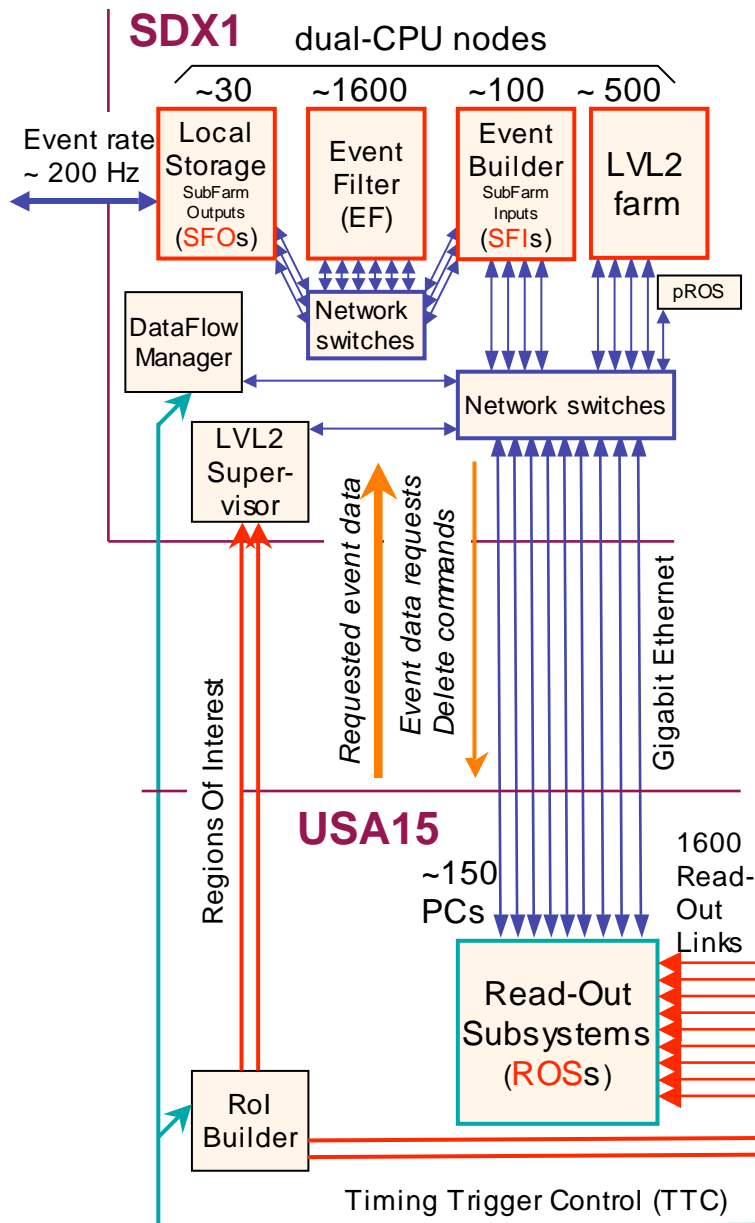 SDX1
dual-CPU nodes
~30
~1600
~100
~ 500
Event rate
~ 200 Hz
Local
Storage
SubFarm
Outputs
(SFOs)
Event
Filter
(EF)
Event
Builder
SubFarm
Inputs
(SFIs)
LVL2
farm
pROS
Network
switches
DataFlow
Manager
Network switches
LVL2
Super-
visor
Requested event data
Event data requests
Delete commands
Gigabit Ethernet
Regions Of Interest
USA15
~150
PCs
1600
Read-
Out
Links
Read-Out
Subsystems
(ROSs)
RoI
Builder
Timing Trigger Control (TTC)